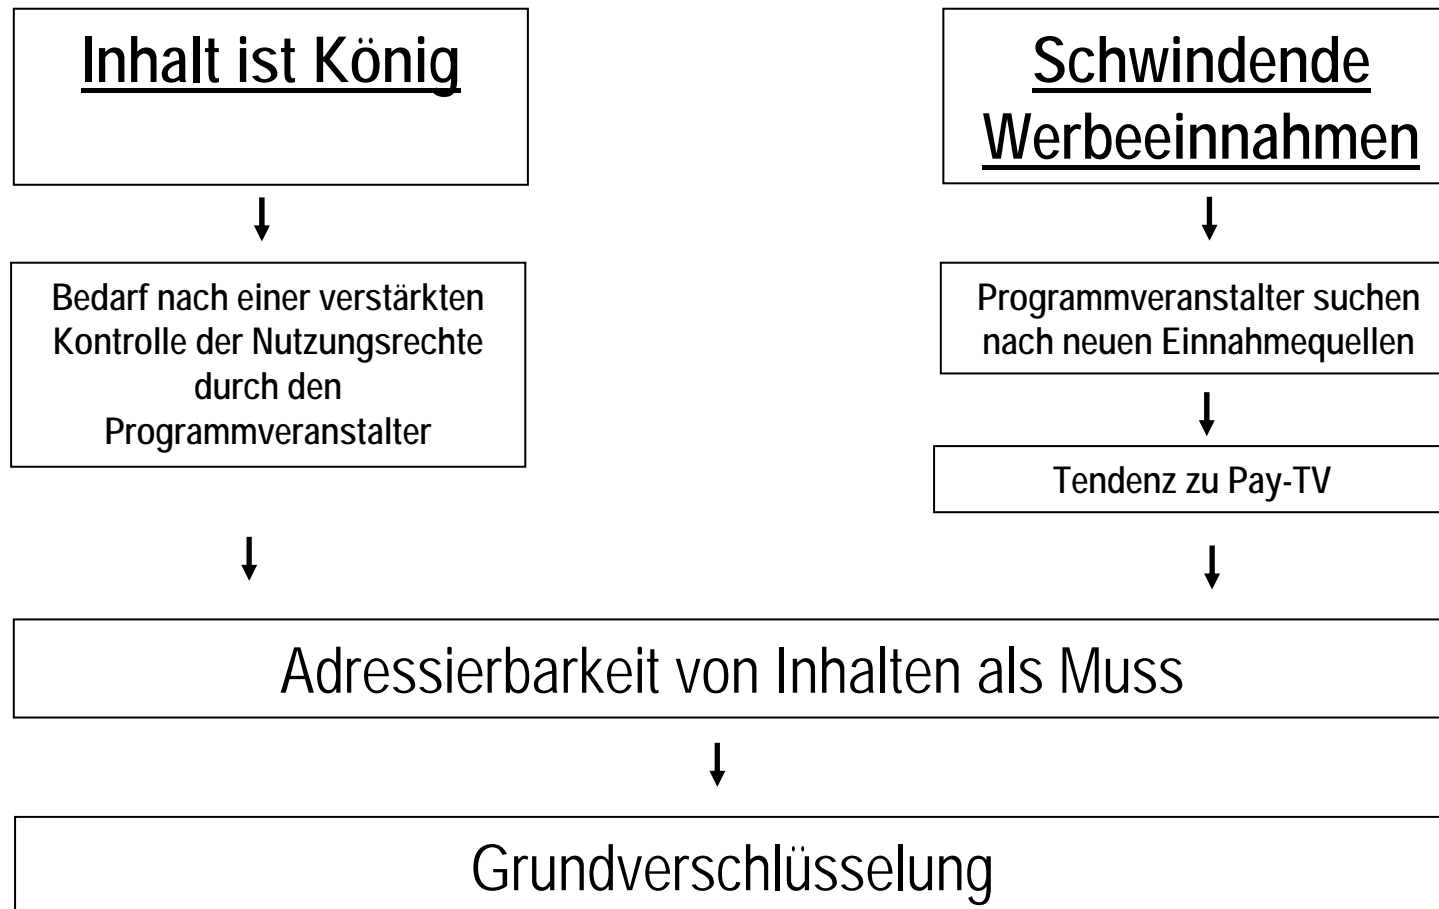 Inhalt ist König
Bedarf nach einer verstärkten
Kontrolle der Nutzungsrechte
durch den
Programmveranstalter
Schwindende
Werbeeinnahmen
Programmveranstalter suchen
nach neuen Einnahmequellen
Tendenz zu Pay-TV
Adressierbarkeit von Inhalten als Muss
Grundverschlüsselung